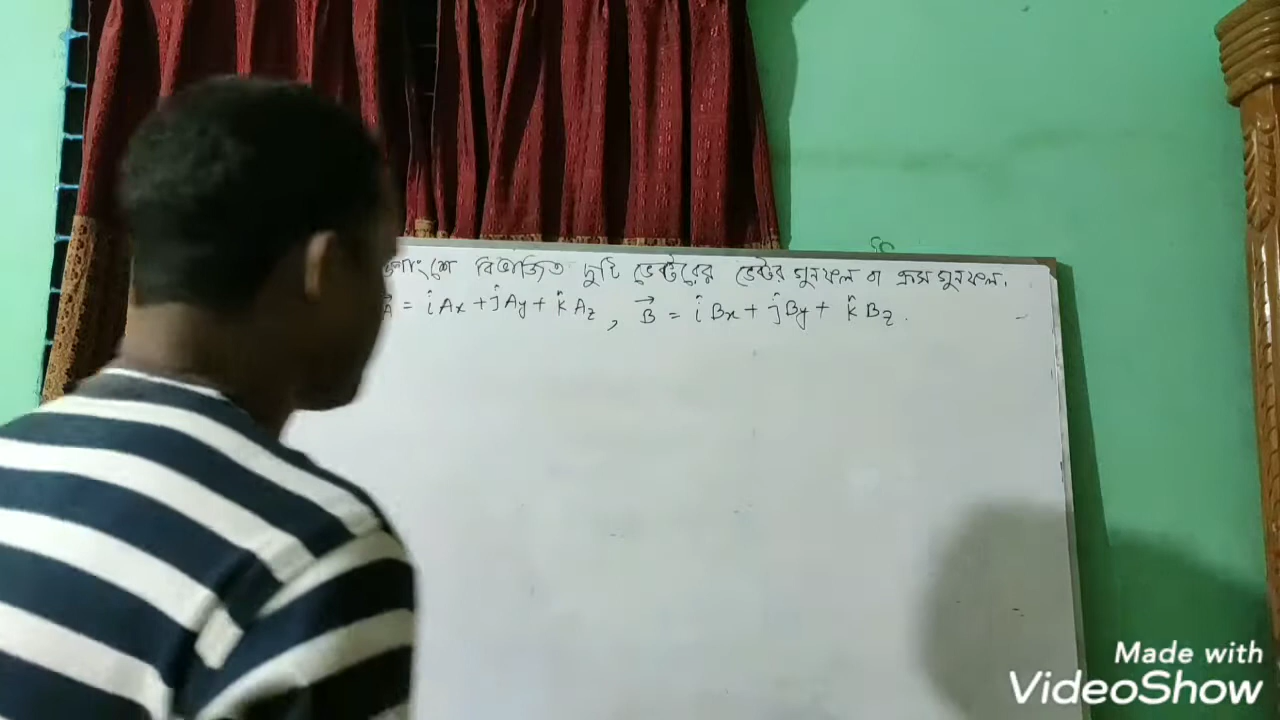 বিভাজিত দুটি ভেক্টরের ভেক্টর গুনফল বা ক্রস গুনফল.
A = îAx + ĵAy + k̂Az , B⃗ = îBx + ĵBy + k̂Bz .
Made with
VideoShow